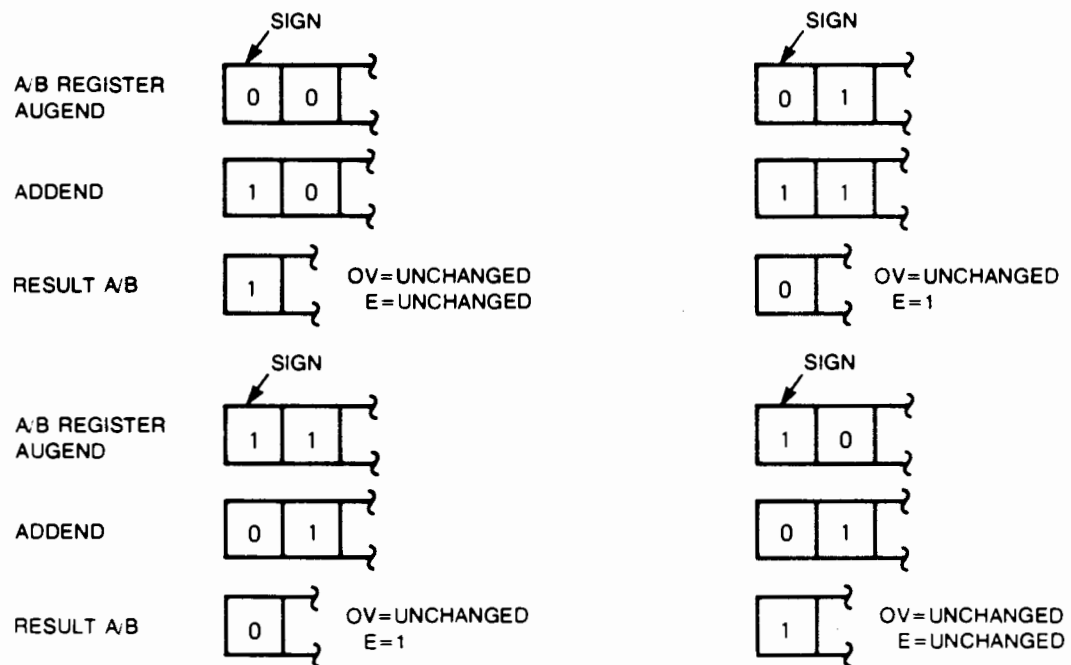 SIGN SIGN
A/B REGISTER
AUGEND
0 0 0 1
ADDEND 1 0 1 1
RESULT A/B 1 OV=UNCHANGED 0 OV=UNCHANGED
E=UNCHANGED E=1
SIGN SIGN
A/B REGISTER
AUGEND
1 1 1 0
ADDEND 0 1 0 1
RESULT A/B 0 OV=UNCHANGED 1 OV=UNCHANGED
E=1 E=UNCHANGED